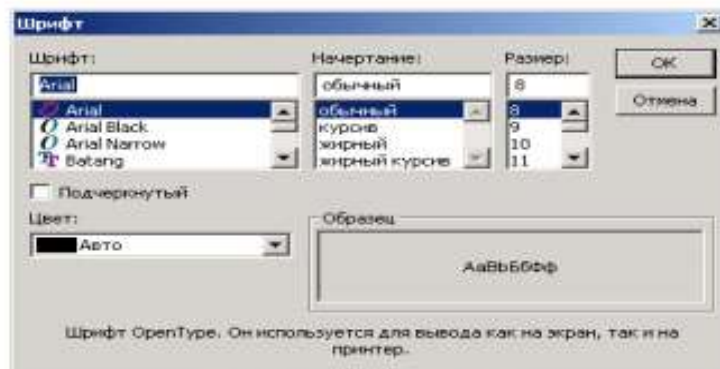 Шрифт
Шрифт: Начертание: Размер:
Arial обычный 8 ОК
Arial обычный 8 Отмена
Arial Black курсив 9
Arial Narrow жирный 10
Batang жирный курсив 11
Подчеркнутый
Цвет: Образец
Авто
АаВbБбФф
Шрифт OpenType. Он используется для вывода как на экран, так и на
принтер.